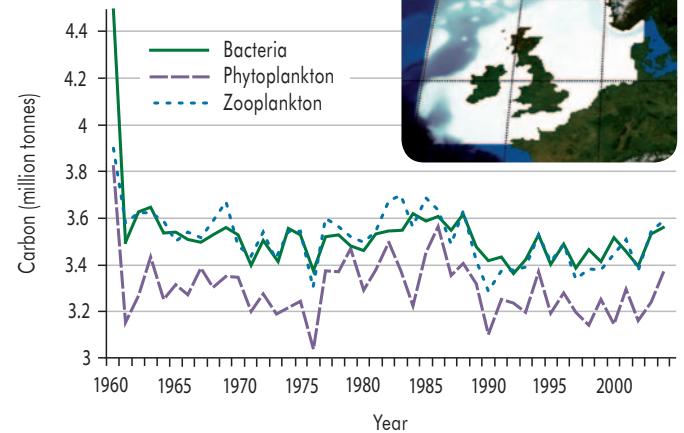 4.4
4.2
4
3.8
3.6
3.4
3.2
3
Carbon (million tonnes)
Bacteria
Phytoplankton
Zooplankton
1960 1965 1970 1975 1980 1985 1990 1995 2000
Year